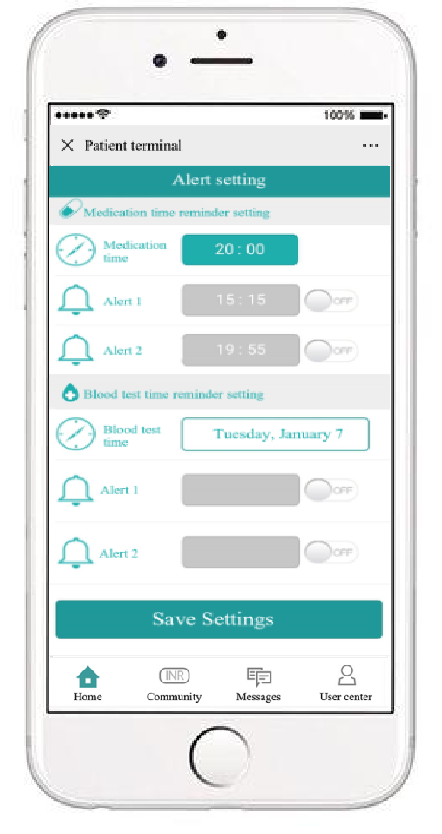 100%
× Patient terminal ...
Alert setting
Medication time reminder setting
Medication
time
20 : 00
Alert 1
15 : 15
OFF
Alert 2
19 : 55
OFF
Blood test time reminder setting
Blood test
time
Tuesday, January 7
Alert 1
OFF
Alert 2
OFF
Save Settings
INR
Home
Community
Messages
User center